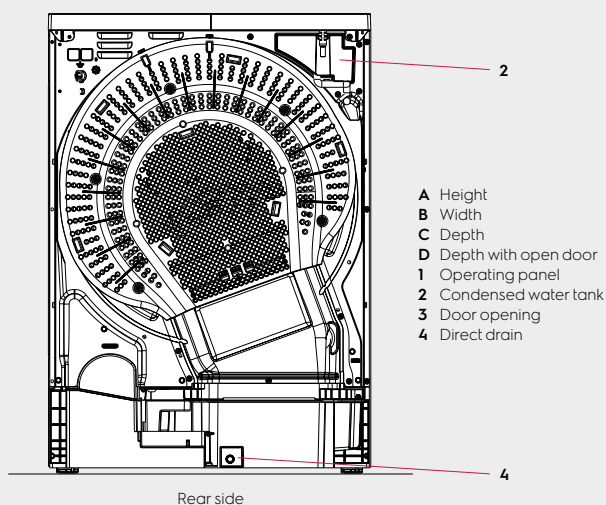 2
A Height
B Width
C Depth
D Depth with open door
1 Operating panel
2 Condensed water tank
3 Door opening
4 Direct drain
4
Rear side